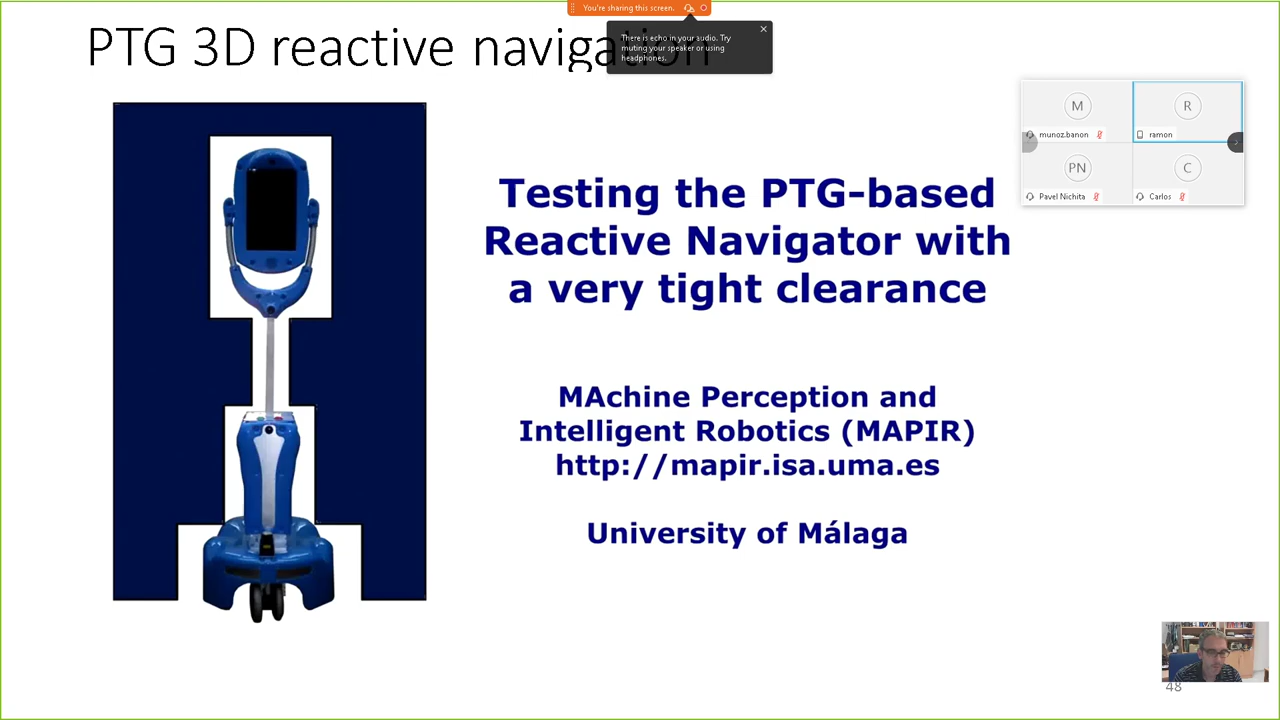 You're sharing this screen.
PTG 3D reactive navigation
There is echo in your audio. Try
muting your speaker or using
headphones.
M
R
munoz.banon
ramon
PN
C
Pavel Nichita
Carlos
Testing the PTG-based
Reactive Navigator with
a very tight clearance
MAchine Perception and
Intelligent Robotics (MAPIR)
http://mapir.isa.uma.es
University of Málaga
48